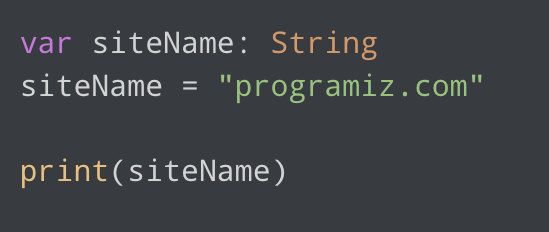 var siteName: String
siteName = "programiz.com"
print(siteName)